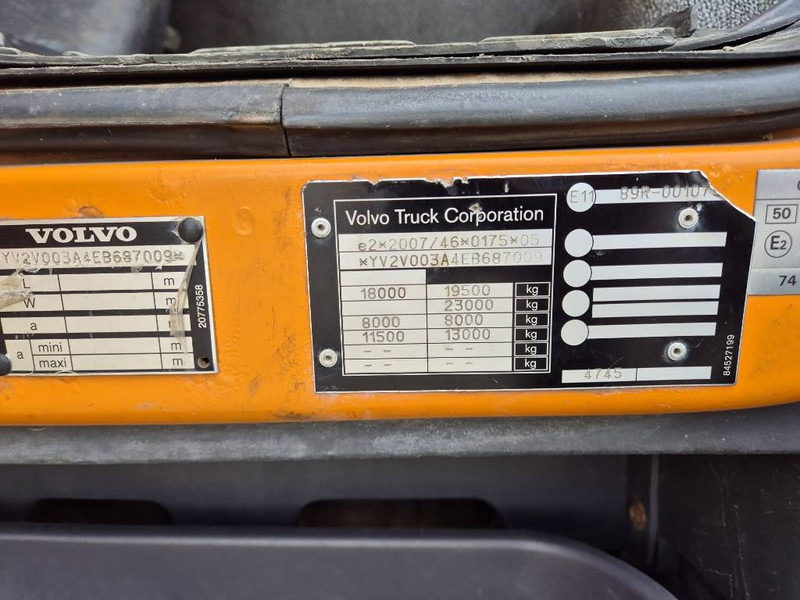 VOLVO
YV2V003A4EB687009*
L m
W m
a m
a mini m
maxi m
20775358
Volvo Truck Corporation
e2*2007/46*0175*05
*YV2V003A4EB687009
18000 19500 kg
23000 kg
8000 8000 kg
11500 13000 kg
-- -- kg
-- -- kg
E11 89R-00107
4745
84527199
50
E2
74